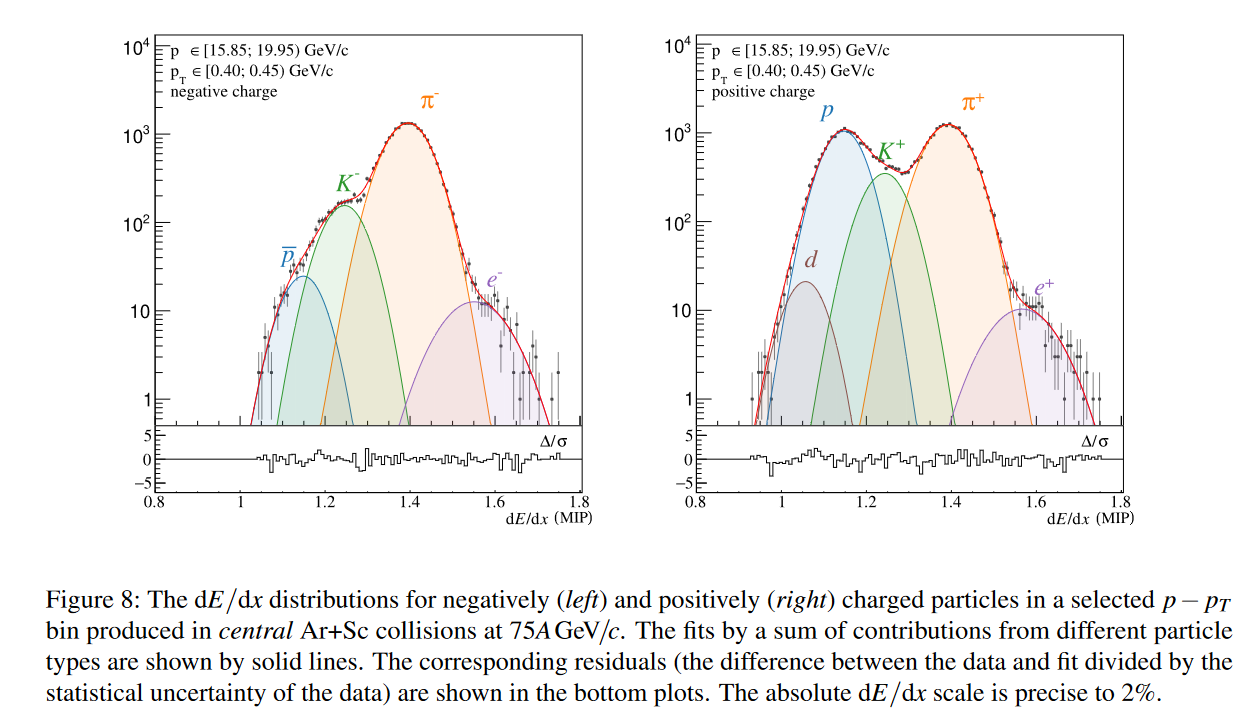 10⁴
p ∈ [15.85; 19.95) GeV/c
p_T ∈ [0.40; 0.45) GeV/c
negative charge
π⁻
10³
K⁻
10²
p̅
e⁻
10
1
5
Δ/σ
0
−5
0.8 1 1.2 1.4 1.6 1.8
dE/dx (MIP)
10⁴
p ∈ [15.85; 19.95) GeV/c
p_T ∈ [0.40; 0.45) GeV/c
positive charge
p
π⁺
10³
K⁺
10²
d
e⁺
10
1
5
Δ/σ
0
−5
0.8 1 1.2 1.4 1.6 1.8
dE/dx (MIP)
Figure 8: The dE/dx distributions for negatively (left) and positively (right) charged particles in a selected p − p_T
bin produced in central Ar+Sc collisions at 75A GeV/c. The fits by a sum of contributions from different particle
types are shown by solid lines. The corresponding residuals (the difference between the data and fit divided by the
statistical uncertainty of the data) are shown in the bottom plots. The absolute dE/dx scale is precise to 2%.